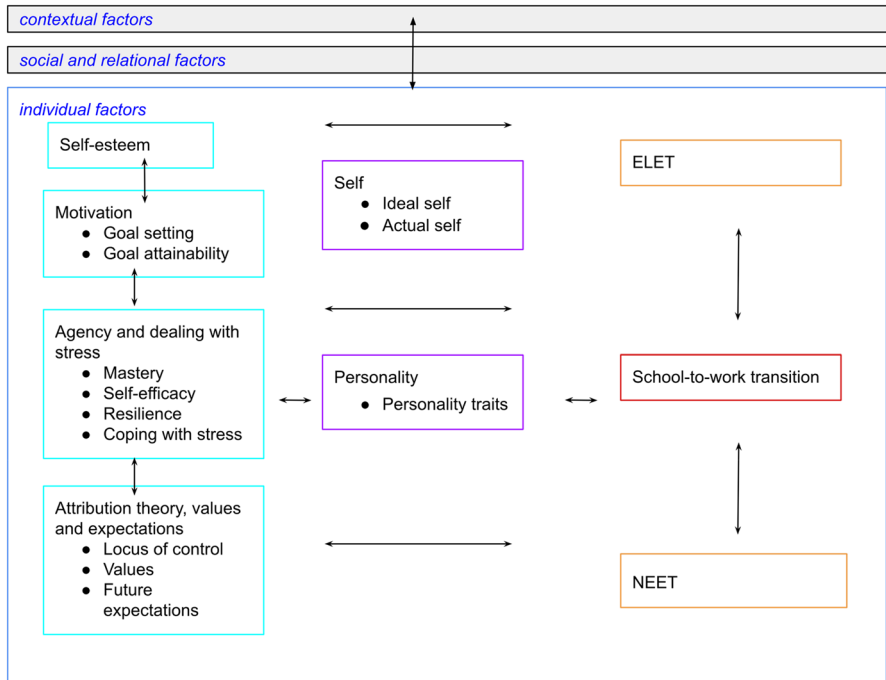 contextual factors
social and relational factors
individual factors
Self-esteem
Motivation
● Goal setting
● Goal attainability
Agency and dealing with
stress
● Mastery
● Self-efficacy
● Resilience
● Coping with stress
Attribution theory, values
and expectations
● Locus of control
● Values
● Future
expectations
Self
● Ideal self
● Actual self
Personality
● Personality traits
ELET
School-to-work transition
NEET